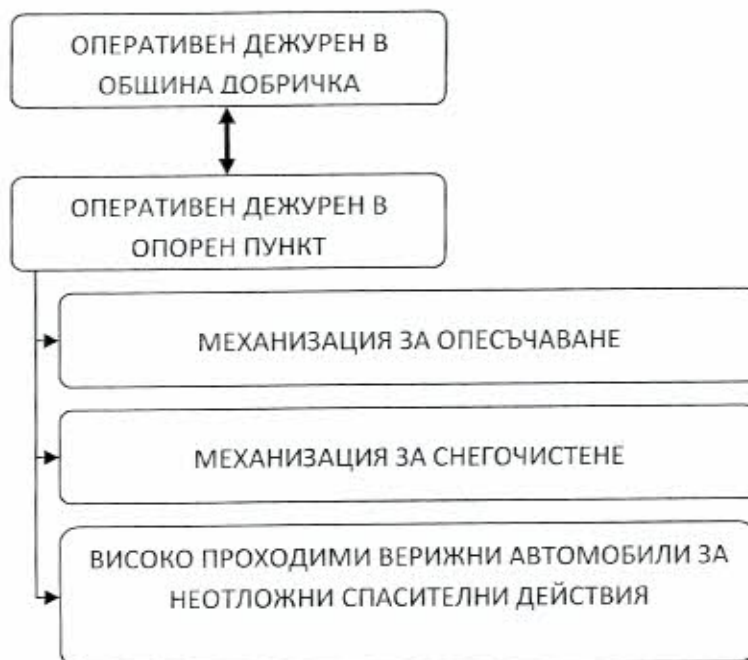 ОПЕРАТИВЕН ДЕЖУРЕН В
ОБЩИНА ДОБРИЧКА
ОПЕРАТИВЕН ДЕЖУРЕН В
ОПОРЕН ПУНКТ
МЕХАНИЗАЦИЯ ЗА ОПЕСЪЧАВАНЕ
МЕХАНИЗАЦИЯ ЗА СНЕГОЧИСТЕНЕ
ВИСОКО ПРОХОДИМИ ВЕРИЖНИ АВТОМОБИЛИ ЗА
НЕОТЛОЖНИ СПАСИТЕЛНИ ДЕЙСТВИЯ